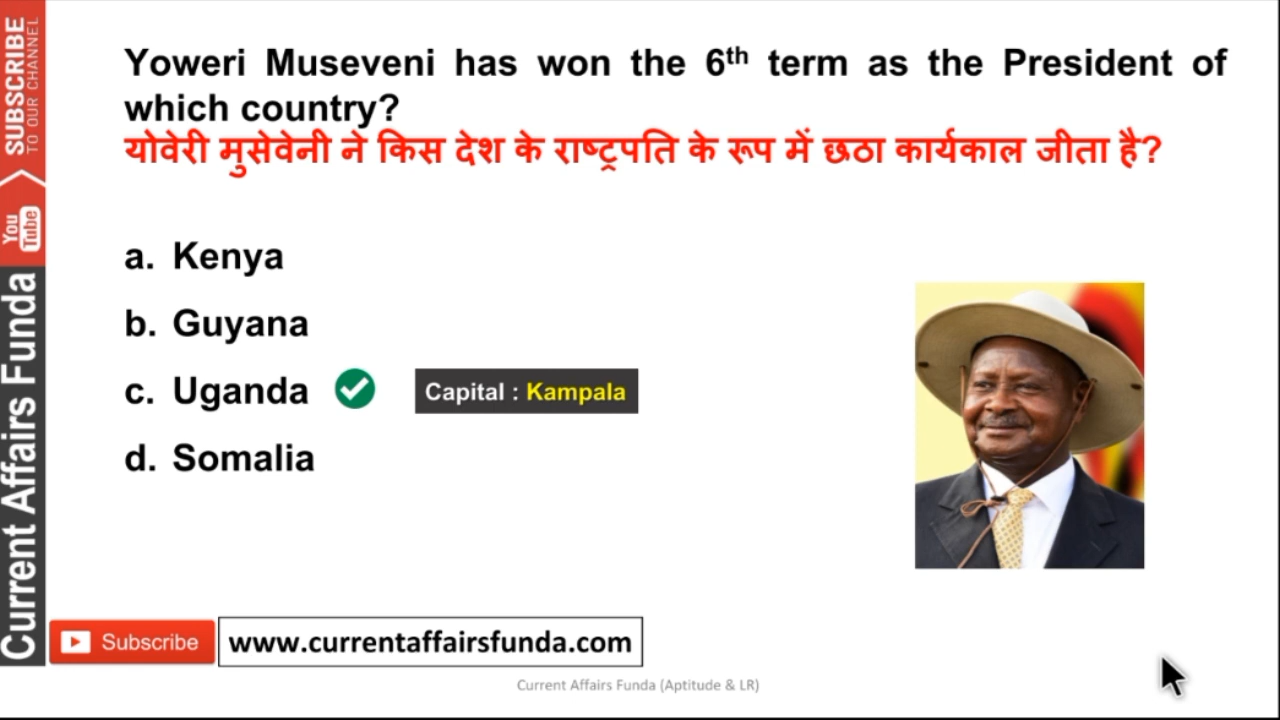 SUBSCRIBE
TO OUR CHANNEL
You Tube
Current Affairs Funda
Yoweri Museveni has won the 6th term as the President of
which country?
योवेरी मुसेवेनी ने किस देश के राष्ट्रपति के रूप में छठा कार्यकाल जीता है?
a. Kenya
b. Guyana
c. Uganda Capital : Kampala
d. Somalia
Subscribe www.currentaffairsfunda.com
Current Affairs Funda (Aptitude & LR)